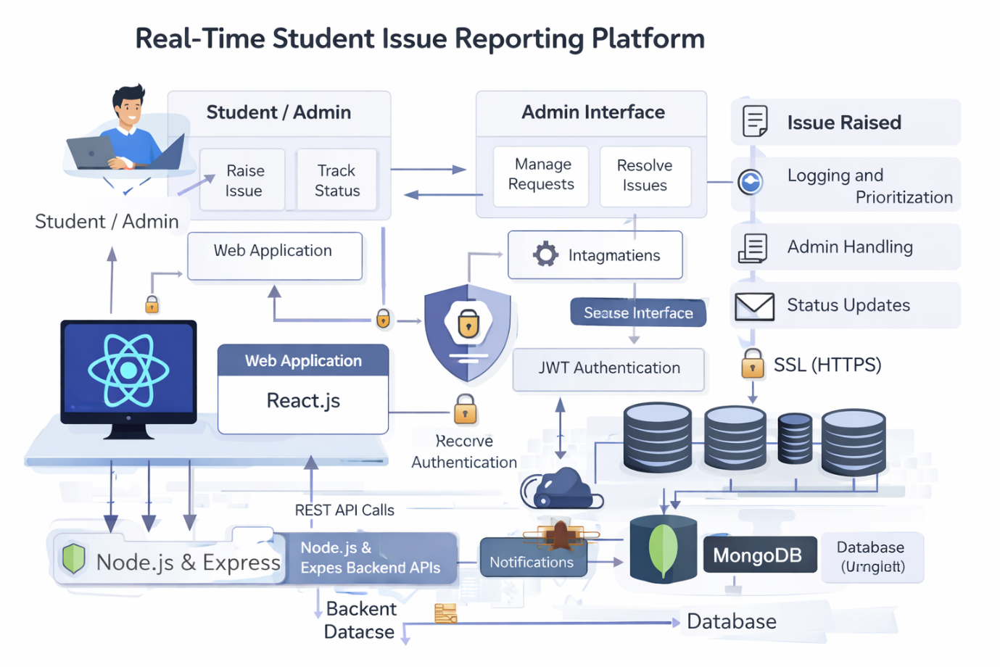 Real-Time Student Issue Reporting Platform
Student / Admin
Raise
Issue
Track
Status
Admin Interface
Manage
Requests
Resolve
Issues
Issue Raised
Logging and
Prioritization
Admin Handling
Status Updates
SSL (HTTPS)
Student / Admin
Web Application
Intagmatiens
Searse Interface
JWT Authentication
Web Application
React.js
Recorve
Authentication
REST API Calls
Node.js & Express
Node.js &
Expes Backend APIs
Notifications
MongoDB
Database
Backent
Datacse
Database